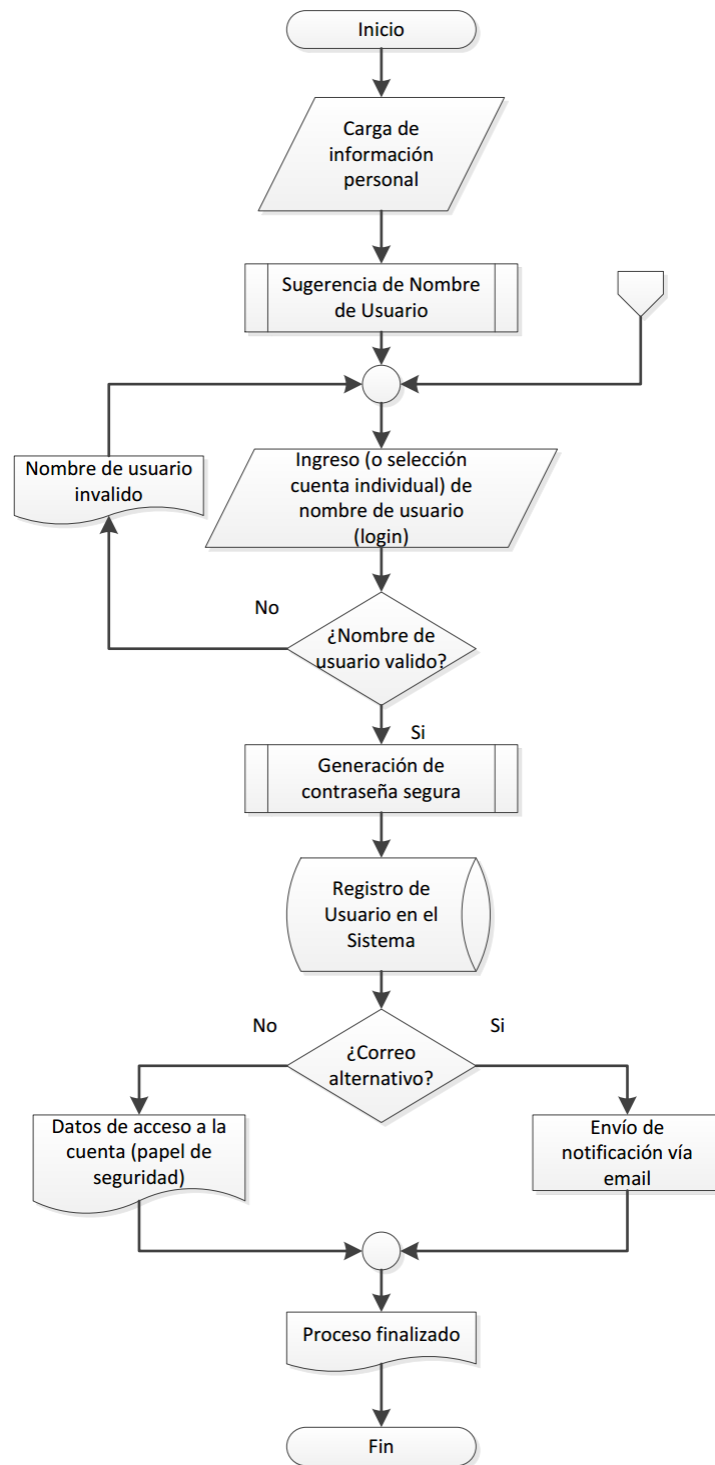 Inicio
Carga de
información
personal
Sugerencia de Nombre
de Usuario
Nombre de usuario
invalido
Ingreso (o selección
cuenta individual) de
nombre de usuario
(login)
No
¿Nombre de
usuario valido?
Si
Generación de
contraseña segura
Registro de
Usuario en el
Sistema
No
Si
¿Correo
alternativo?
Datos de acceso a la
cuenta (papel de
seguridad)
Envío de
notificación vía
email
Proceso finalizado
Fin